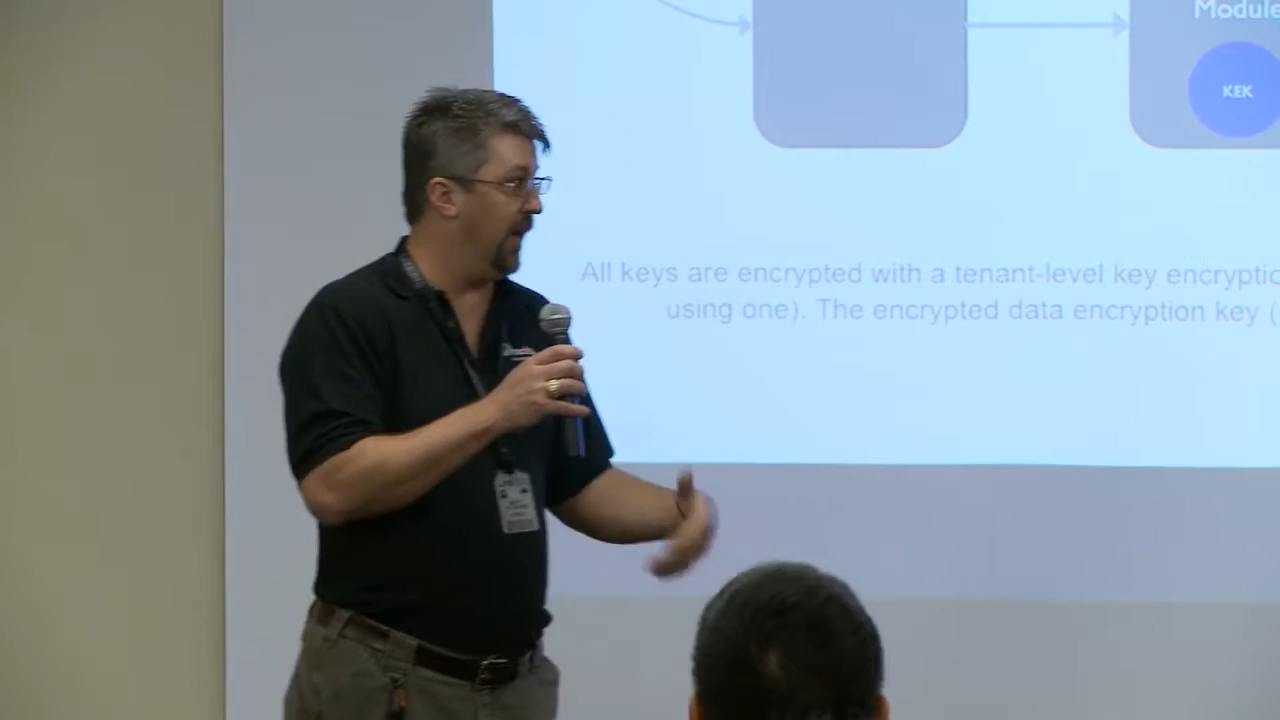 Module
KEK
All keys are encrypted with a tenant-level key
using one). The encrypted data encryption key (